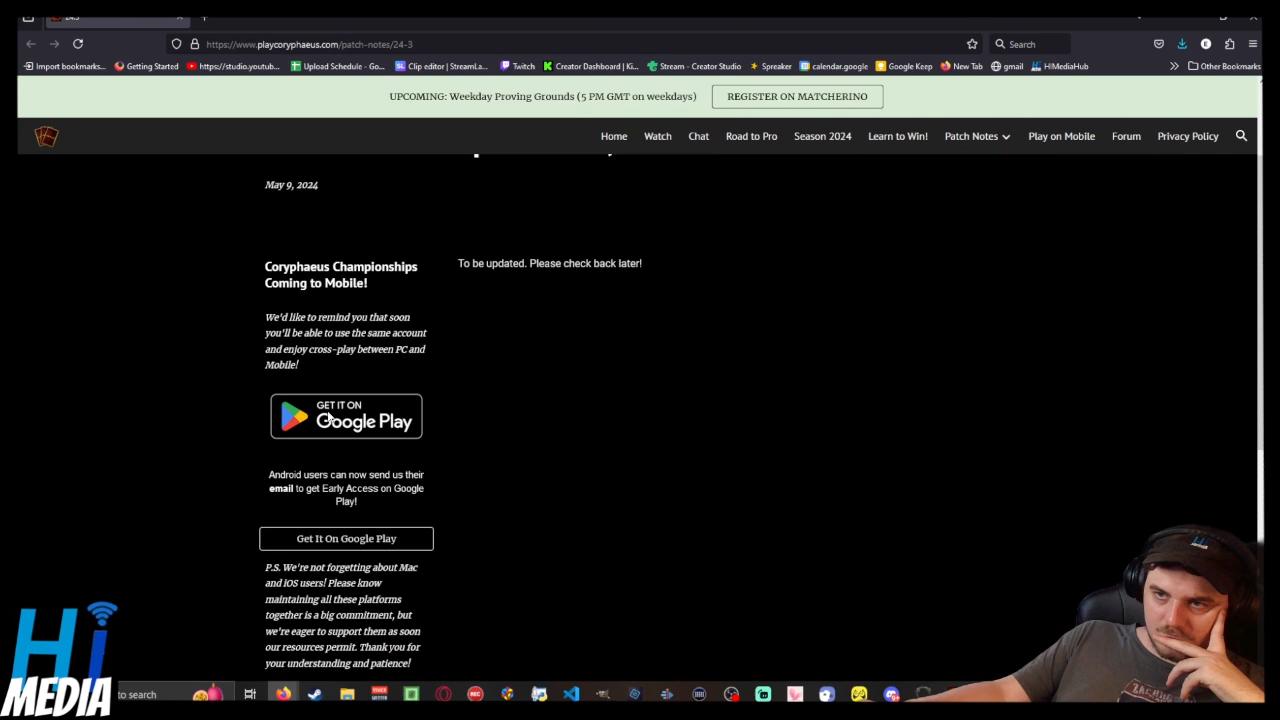 24-3
https://www.playcoryphaeus.com/patch-notes/24-3
Search
Import bookmarks...
Getting Started
https://studio.youtub...
Upload Schedule - Go...
Clip editor | StreamLa...
Twitch
Creator Dashboard | Ki...
Stream - Creator Studio
Spreaker
calendar.google
Google Keep
New Tab
gmail
HIMediaHub
Other Bookmarks
UPCOMING: Weekday Proving Grounds (5 PM GMT on weekdays)
REGISTER ON MATCHERINO
Home
Watch
Chat
Road to Pro
Season 2024
Learn to Win!
Patch Notes
Play on Mobile
Forum
Privacy Policy
May 9, 2024
Coryphaeus Championships
Coming to Mobile!
To be updated. Please check back later!
We'd like to remind you that soon
you'll be able to use the same account
and enjoy cross-play between PC and
Mobile!
GET IT ON
Google Play
Android users can now send us their
email to get Early Access on Google
Play!
Get It On Google Play
P.S. We're not forgetting about Mac
and iOS users! Please know
maintaining all these platforms
together is a big commitment, but
we're eager to support them as soon
our resources permit. Thank you for
your understanding and patience!
Hi
MEDIA
to search
REC